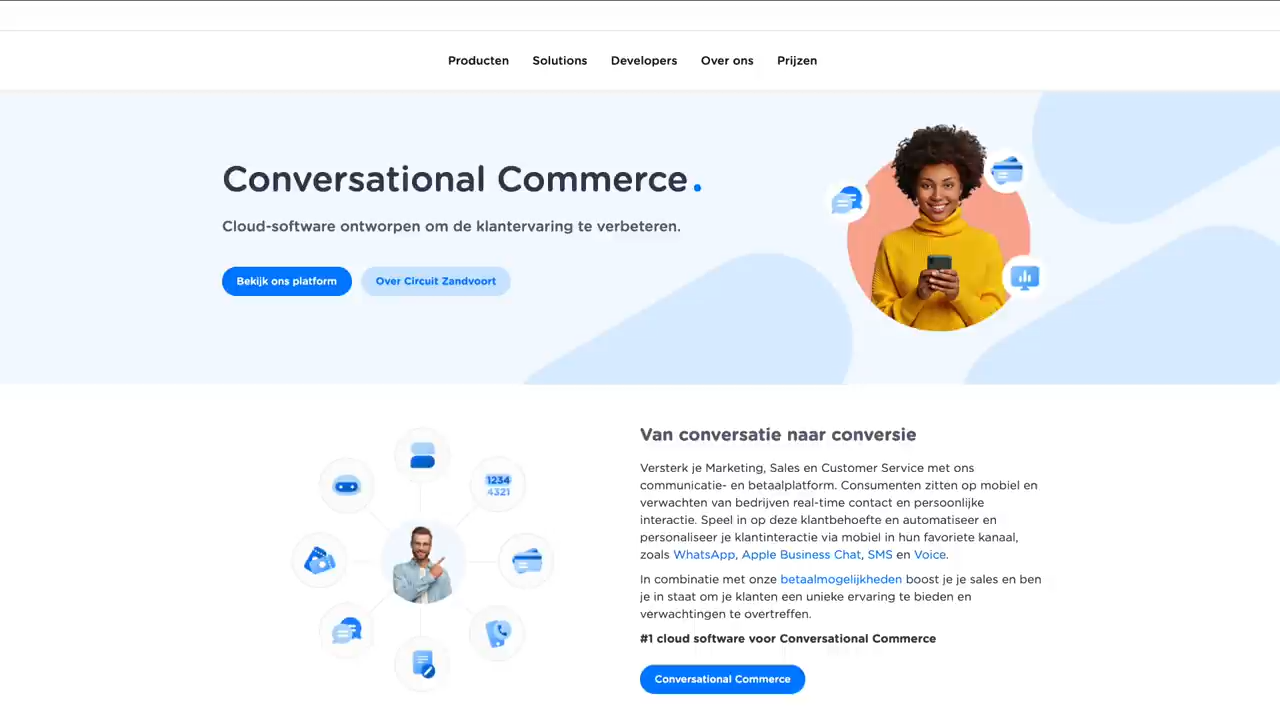 Producten Solutions Developers Over ons Prijzen
Conversational Commerce.
Cloud-software ontworpen om de klantervaring te verbeteren.
Bekijk ons platform Over Circuit Zandvoort
1234
4321
Van conversatie naar conversie
Versterk je Marketing, Sales en Customer Service met ons
communicatie- en betaalplatform. Consumenten zitten op mobiel en
verwachten van bedrijven real-time contact en persoonlijke
interactie. Speel in op deze klantbehoefte en automatiseer en
personaliseer je klantinteractie via mobiel in hun favoriete kanaal,
zoals WhatsApp, Apple Business Chat, SMS en Voice.
In combinatie met onze betaalmogelijkheden boost je je sales en ben
je in staat om je klanten een unieke ervaring te bieden en
verwachtingen te overtreffen.
#1 cloud software voor Conversational Commerce
Conversational Commerce